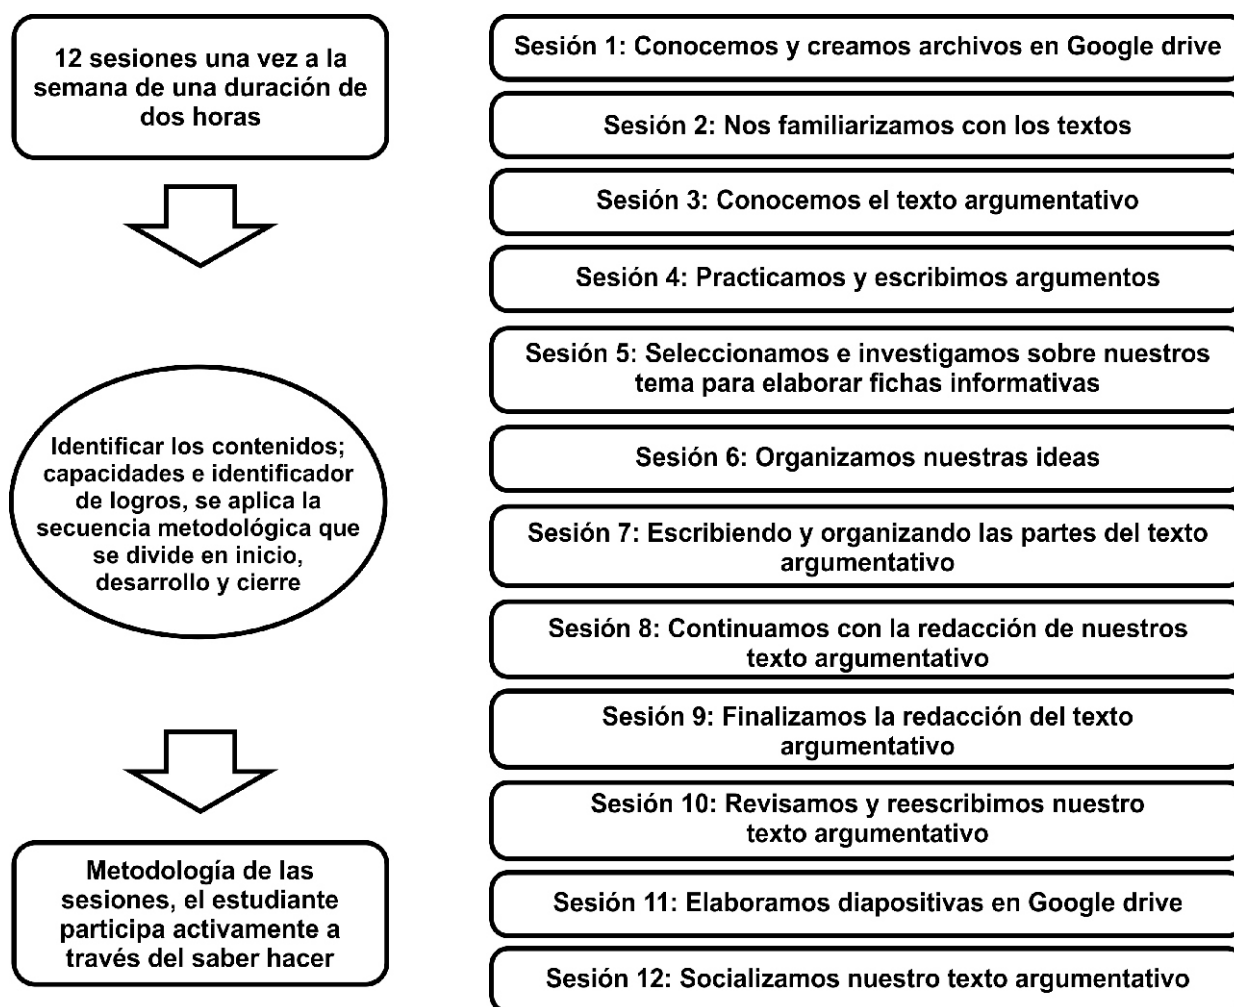 12 sesiones una vez a la
semana de una duración de
dos horas
Identificar los contenidos;
capacidades e identificador
de logros, se aplica la
secuencia metodológica que
se divide en inicio,
desarrollo y cierre
Metodología de las
sesiones, el estudiante
participa activamente a
través del saber hacer
Sesión 1: Conocemos y creamos archivos en Google drive
Sesión 2: Nos familiarizamos con los textos
Sesión 3: Conocemos el texto argumentativo
Sesión 4: Practicamos y escribimos argumentos
Sesión 5: Seleccionamos e investigamos sobre nuestros
tema para elaborar fichas informativas
Sesión 6: Organizamos nuestras ideas
Sesión 7: Escribiendo y organizando las partes del texto
argumentativo
Sesión 8: Continuamos con la redacción de nuestros
texto argumentativo
Sesión 9: Finalizamos la redacción del texto
argumentativo
Sesión 10: Revisamos y reescribimos nuestro
texto argumentativo
Sesión 11: Elaboramos diapositivas en Google drive
Sesión 12: Socializamos nuestro texto argumentativo